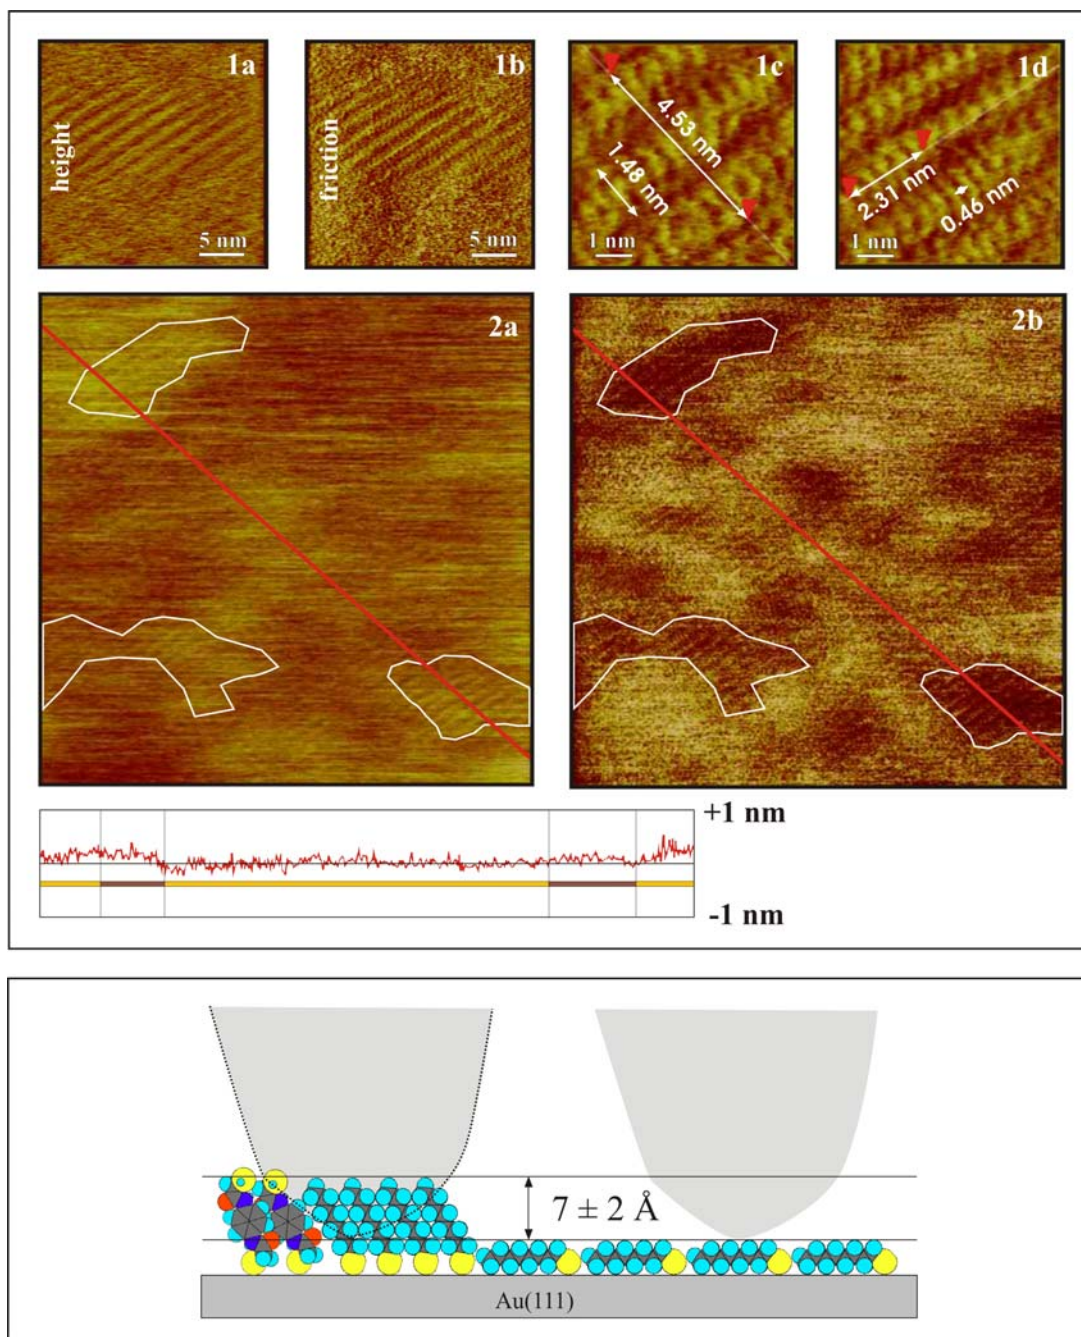 1a
height
5 nm
1b
friction
5 nm
1c
4.53 nm
1.48 nm
1 nm
1d
2.31 nm
0.46 nm
1 nm
2a
2b
+1 nm
-1 nm
7 ± 2 Å
Au(111)